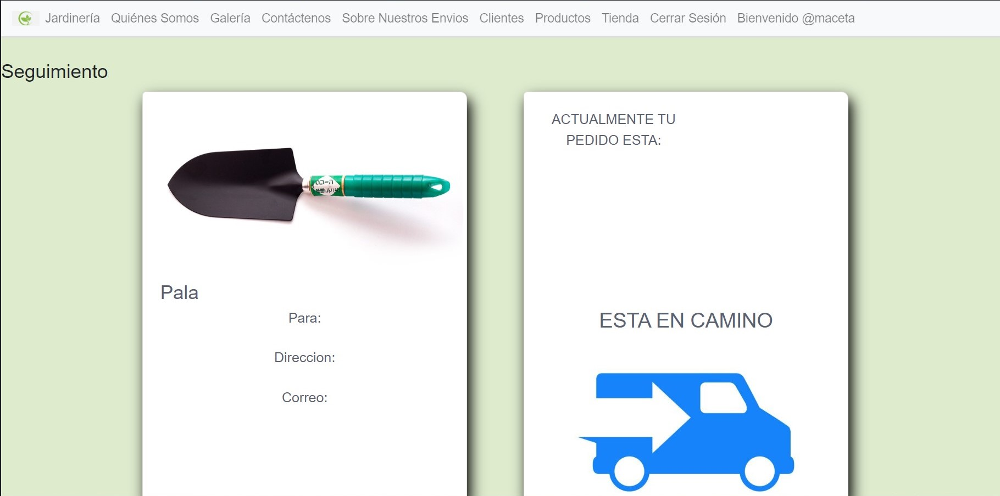 Jardinería Quiénes Somos Galería Contáctenos Sobre Nuestros Envios Clientes Productos Tienda Cerrar Sesión Bienvenido @maceta
Seguimiento
Pala
Para:
Direccion:
Correo:
ACTUALMENTE TU
PEDIDO ESTA:
ESTA EN CAMINO